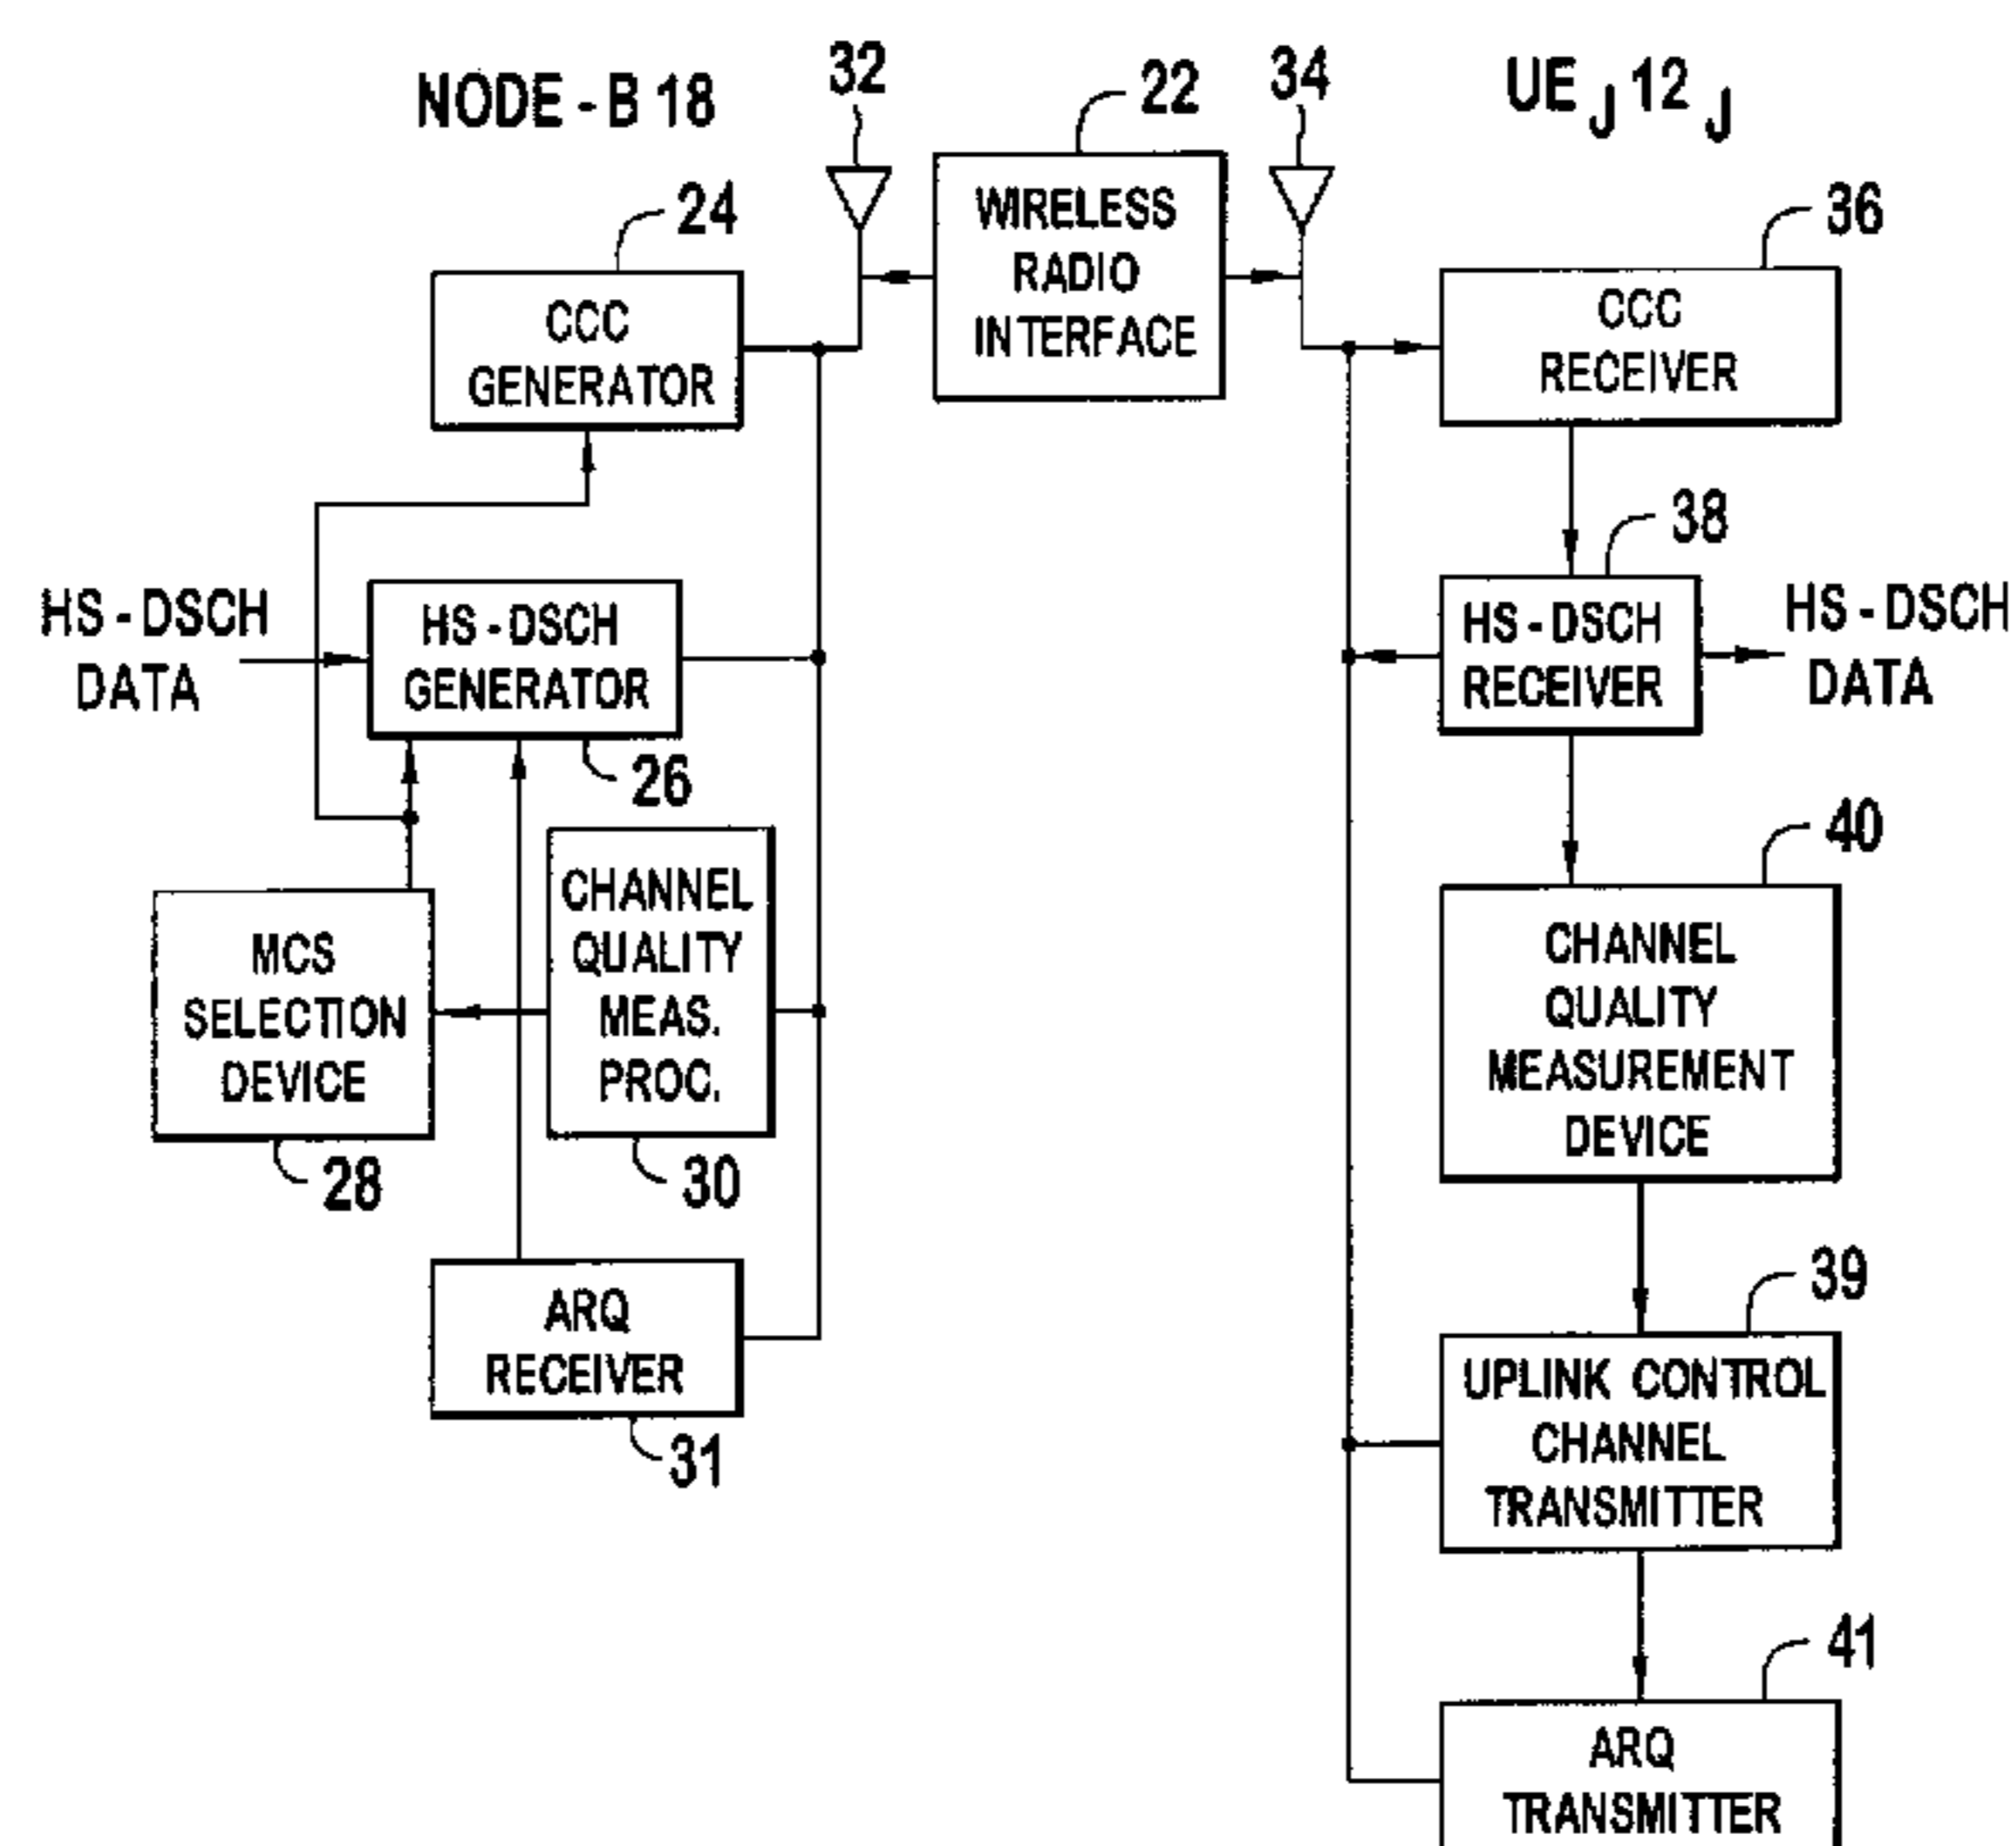 NODE - B 18
32
22
34
UE J 12 J
24
WIRELESS
RADIO
INTERFACE
36
CCC
GENERATOR
CCC
RECEIVER
38
HS - DSCH
DATA
HS - DSCH
GENERATOR
26
HS - DSCH
RECEIVER
HS - DSCH
DATA
40
MCS
SELECTION
DEVICE
28
CHANNEL
QUALITY
MEAS.
PROC.
30
CHANNEL
QUALITY
MEASUREMENT
DEVICE
39
ARQ
RECEIVER
31
UPLINK CONTROL
CHANNEL
TRANSMITTER
41
ARQ
TRANSMITTER